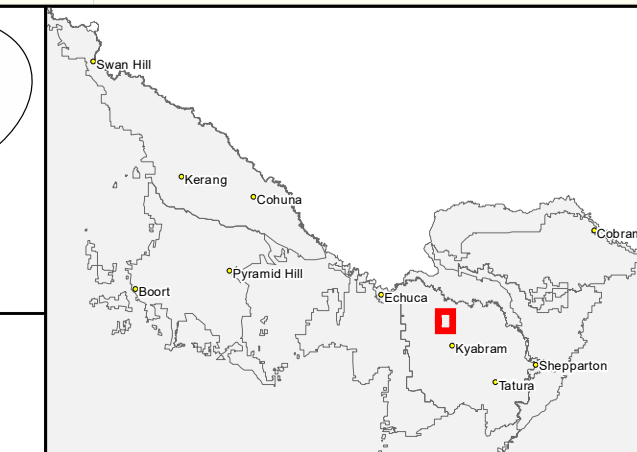 Swan Hill
Kerang
Cohuna
Cobram
Pyramid Hill
Boort
Echuca
Kyabram
Shepparton
Tatura